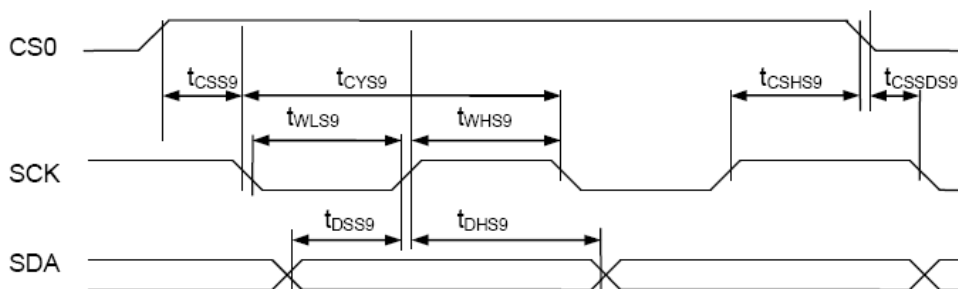 CS0
tCSS9 tCYS9 tCSHS9 tCSSDS9
tWLS9 tWHS9
SCK
tDSS9 tDHS9
SDA